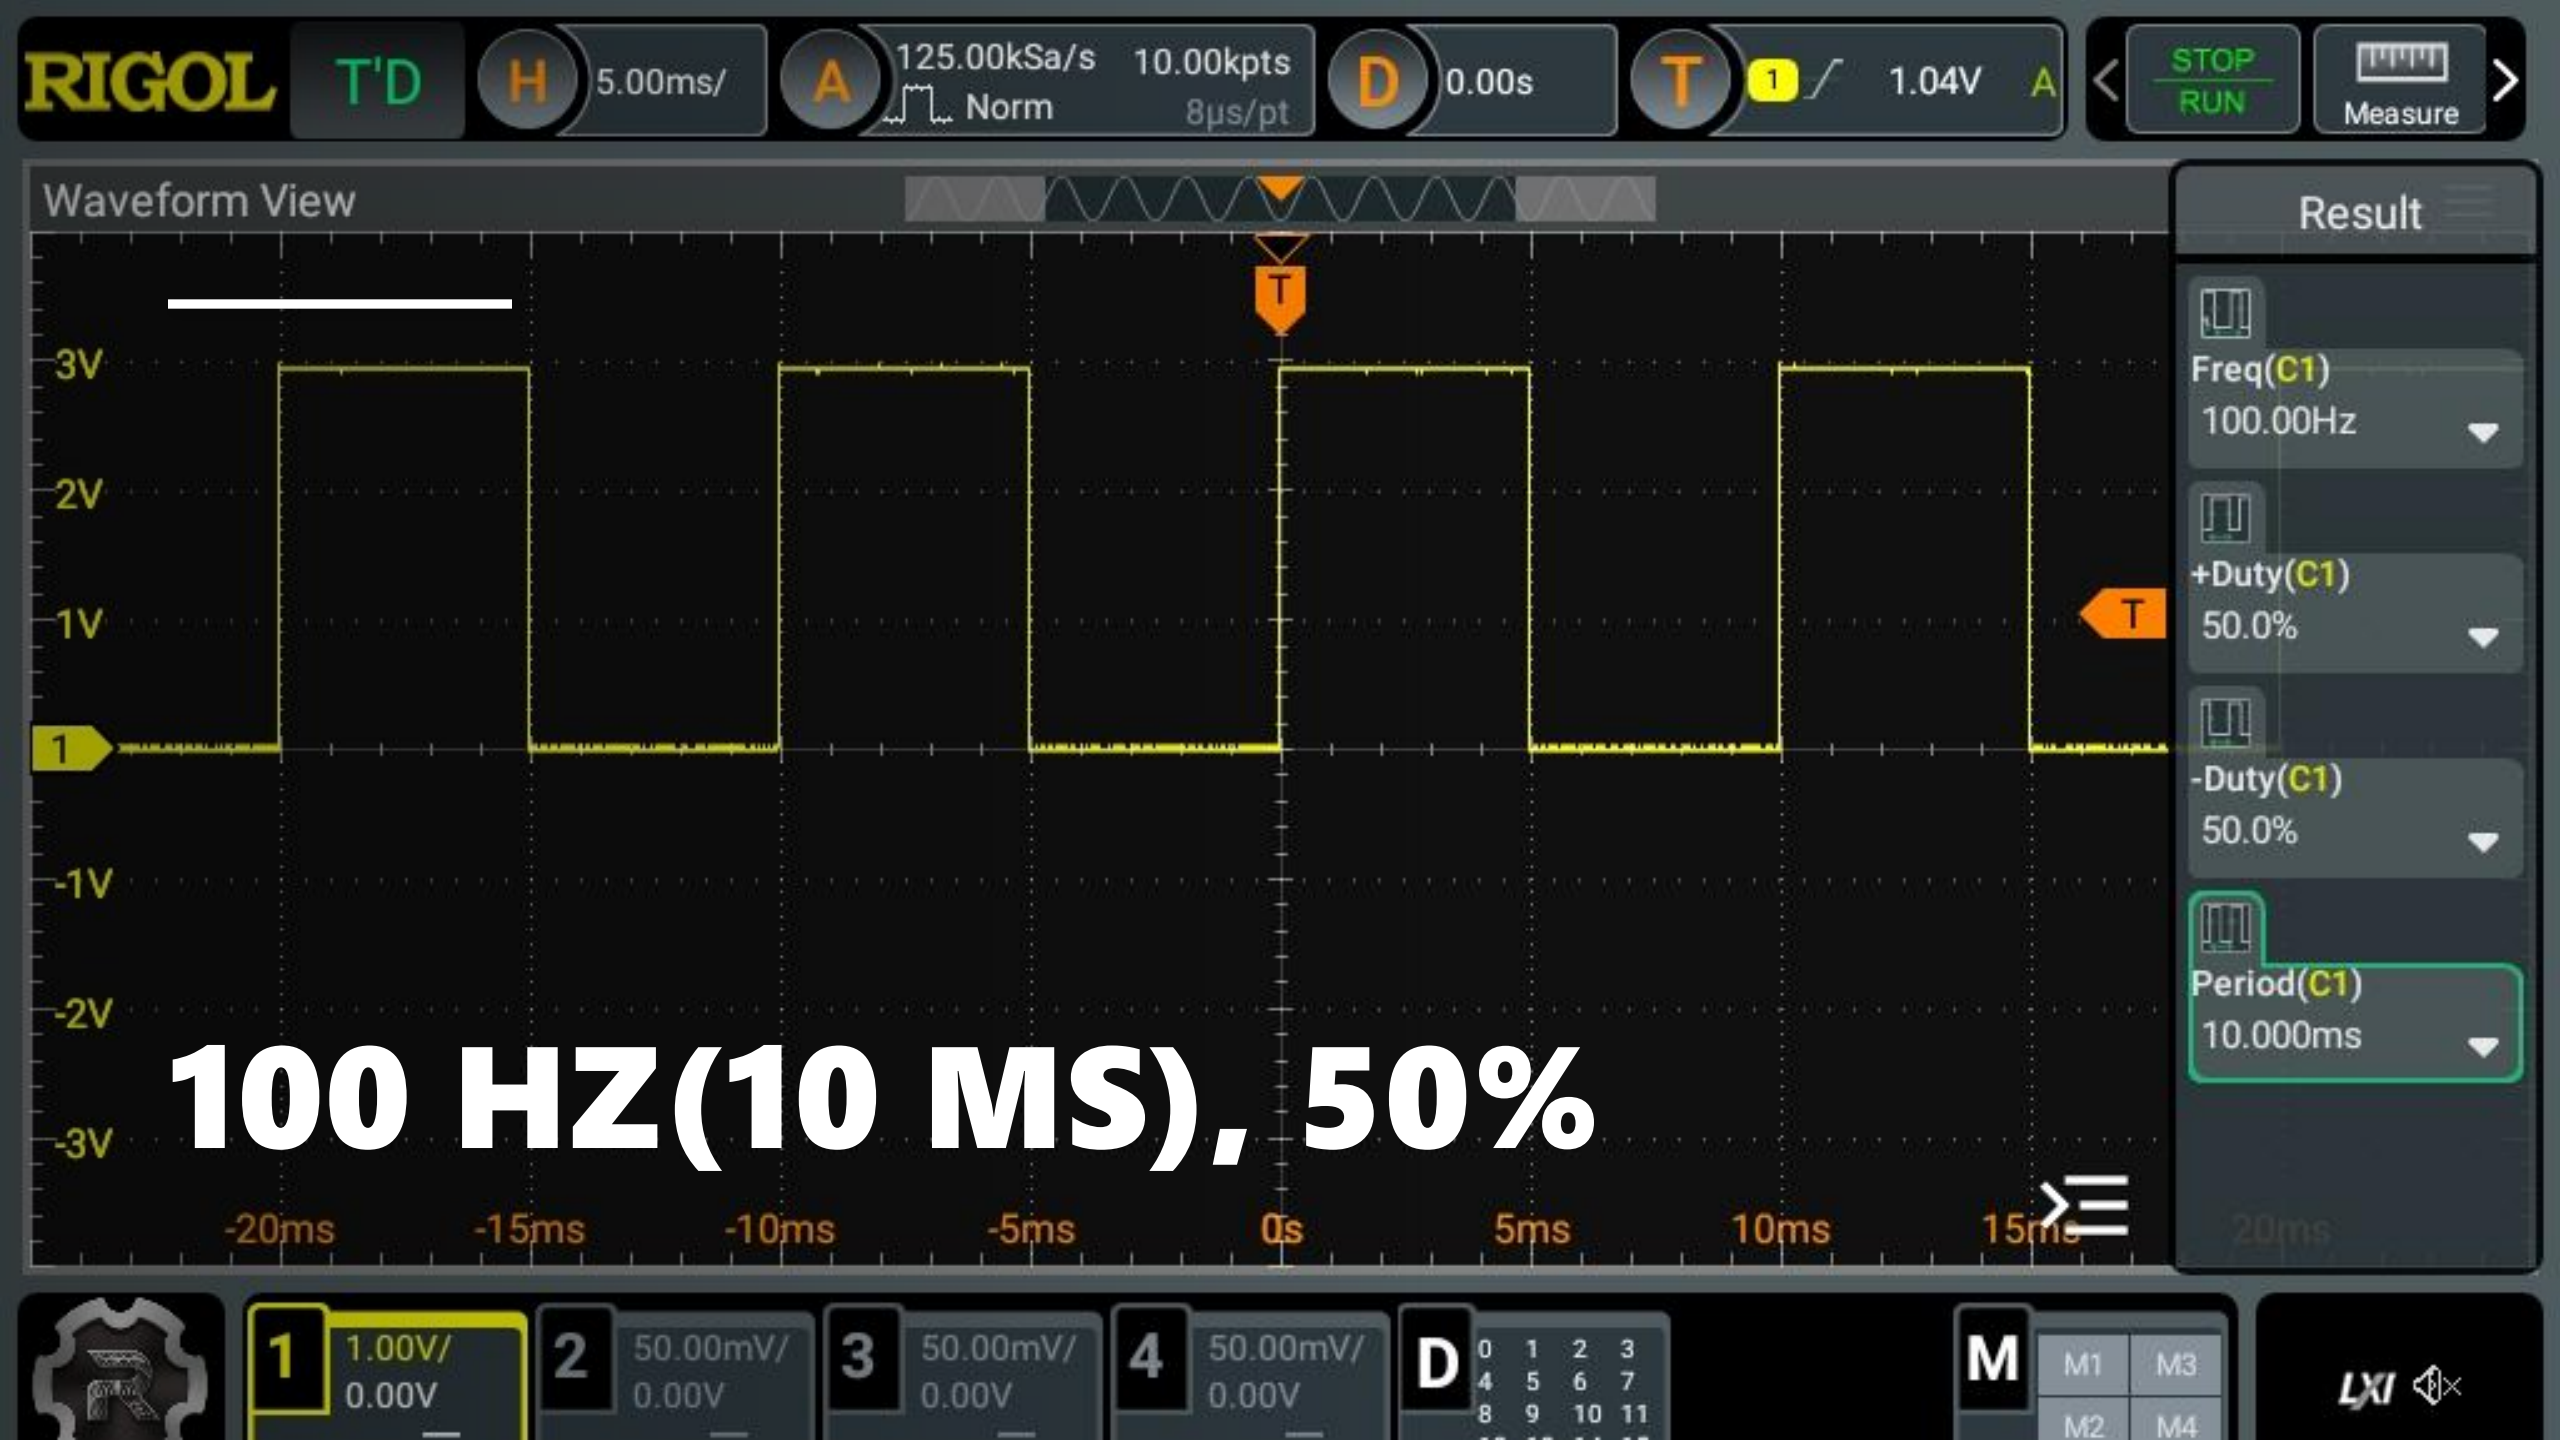 RIGOL
T'D
H
5.00ms/
A
125.00kSa/s 10.00kpts
Norm 8µs/pt
D
0.00s
T
1
1.04V
A
STOP
RUN
Measure
Waveform View
Result
T
3V
2V
1V
1
-1V
-2V
-3V
T
Freq(C1)
100.00Hz
+Duty(C1)
50.0%
-Duty(C1)
50.0%
Period(C1)
10.000ms
100 HZ(10 MS), 50%
-20ms -15ms -10ms -5ms 0s 5ms 10ms 15ms 20ms
1
1.00V/
0.00V
2
50.00mV/
0.00V
3
50.00mV/
0.00V
4
50.00mV/
0.00V
D
0 1 2 3
4 5 6 7
8 9 10 11
M
M1 M3
M2 M4
LXI